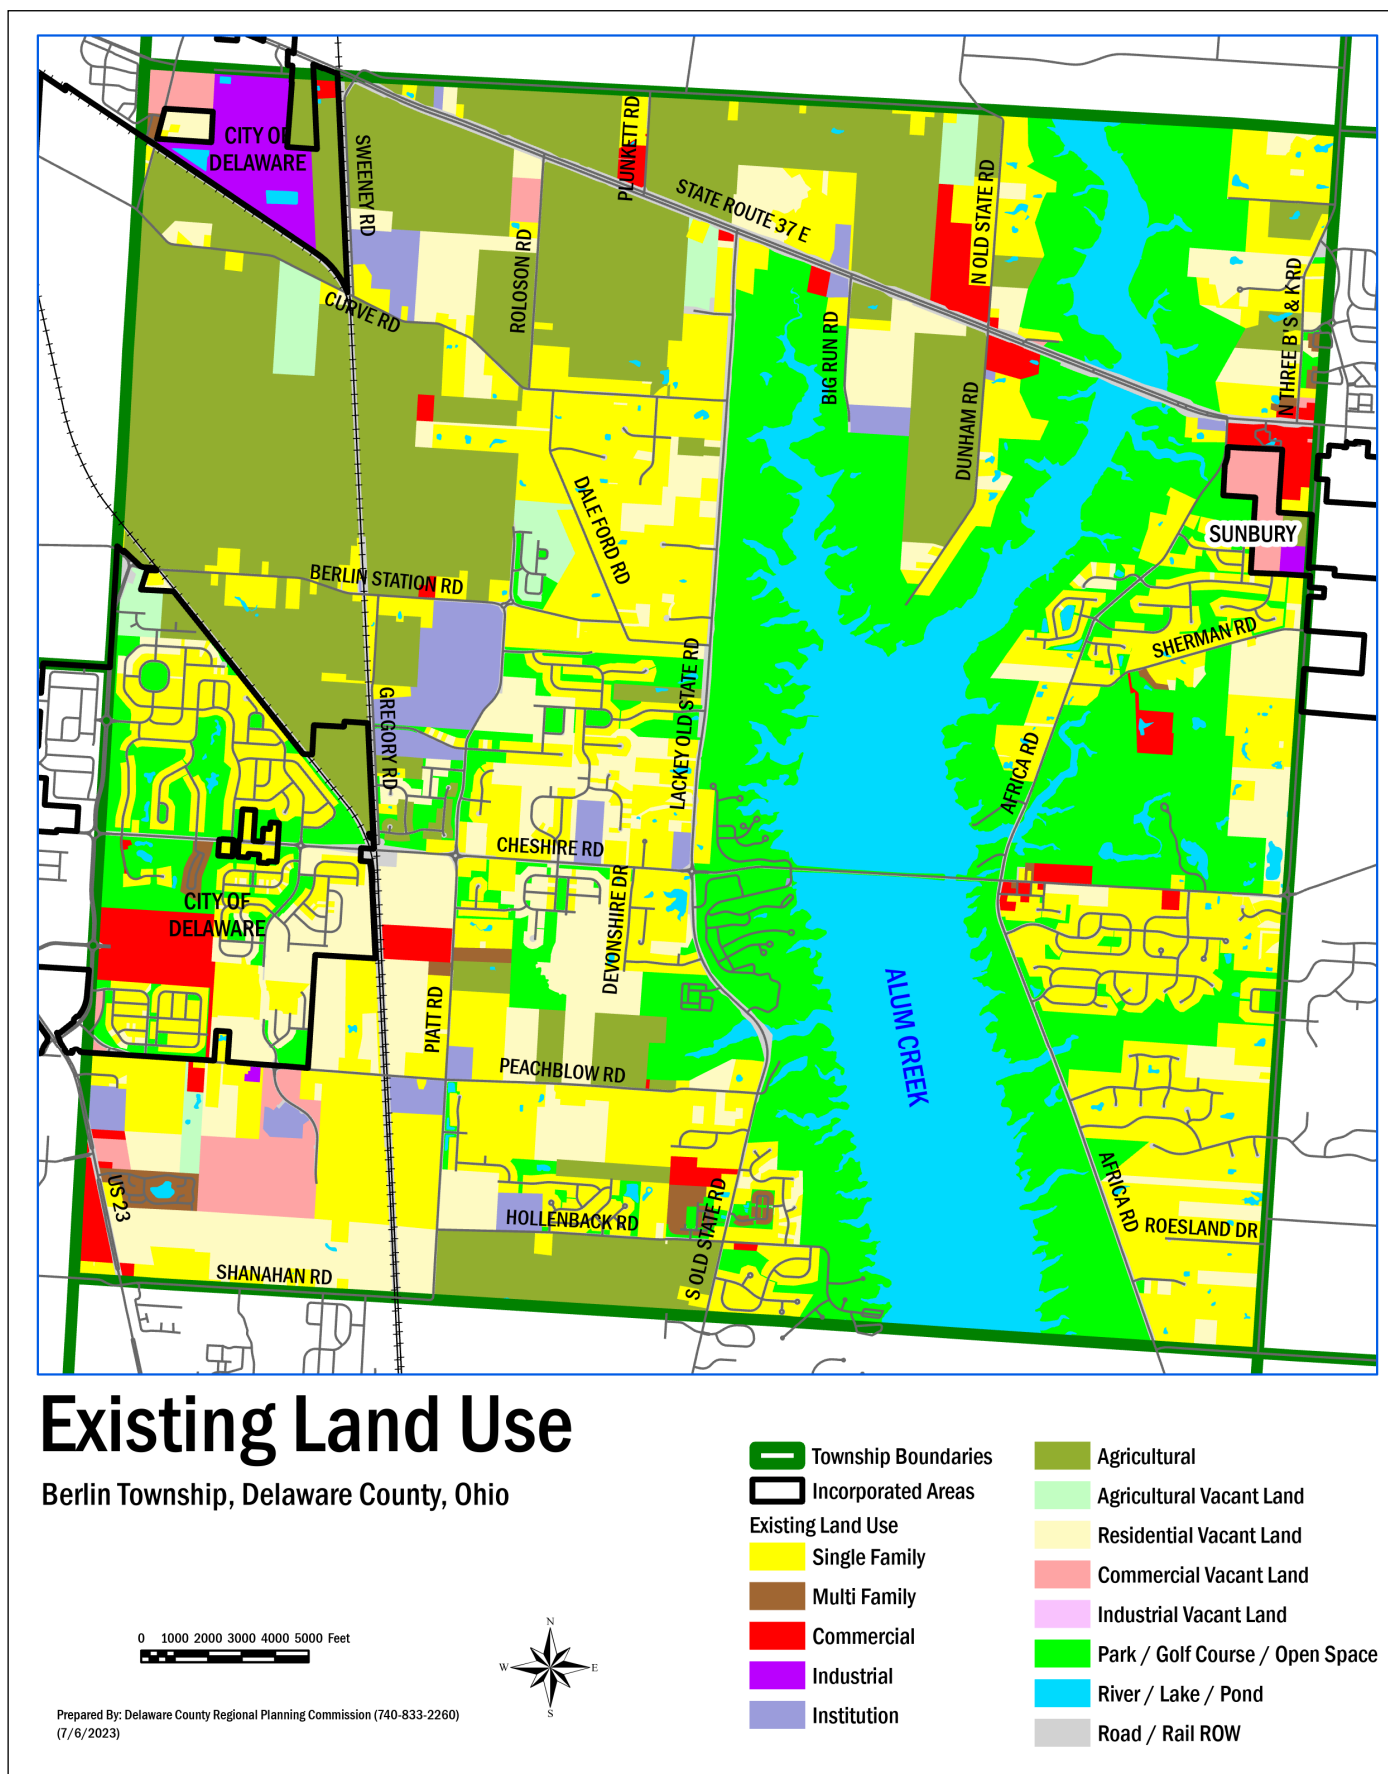 CITY OF
DELAWARE
SWEENEY RD
PLUNKETT RD
STATE ROUTE 37 E
N OLD STATE RD
ROLOSON RD
CURVE RD
BIG RUN RD
N THREE B'S & K RD
DUNHAM RD
DALE FORD RD
SUNBURY
BERLIN STATION RD
SHERMAN RD
LACKEY OLD STATE RD
GREGORY RD
AFRICA RD
CHESHIRE RD
DEVONSHIRE DR
CITY OF
DELAWARE
ALUM CREEK
PIATT RD
PEACHBLOW RD
AFRICA RD
US 23
HOLLENBACK RD
S OLD STATE RD
ROESLAND DR
SHANAHAN RD
Existing Land Use
Berlin Township, Delaware County, Ohio
0 1000 2000 3000 4000 5000 Feet
N
W
E
S
Prepared By: Delaware County Regional Planning Commission (740-833-2260)
(7/6/2023)
Township Boundaries
Incorporated Areas
Existing Land Use
Single Family
Multi Family
Commercial
Industrial
Institution
Agricultural
Agricultural Vacant Land
Residential Vacant Land
Commercial Vacant Land
Industrial Vacant Land
Park / Golf Course / Open Space
River / Lake / Pond
Road / Rail ROW